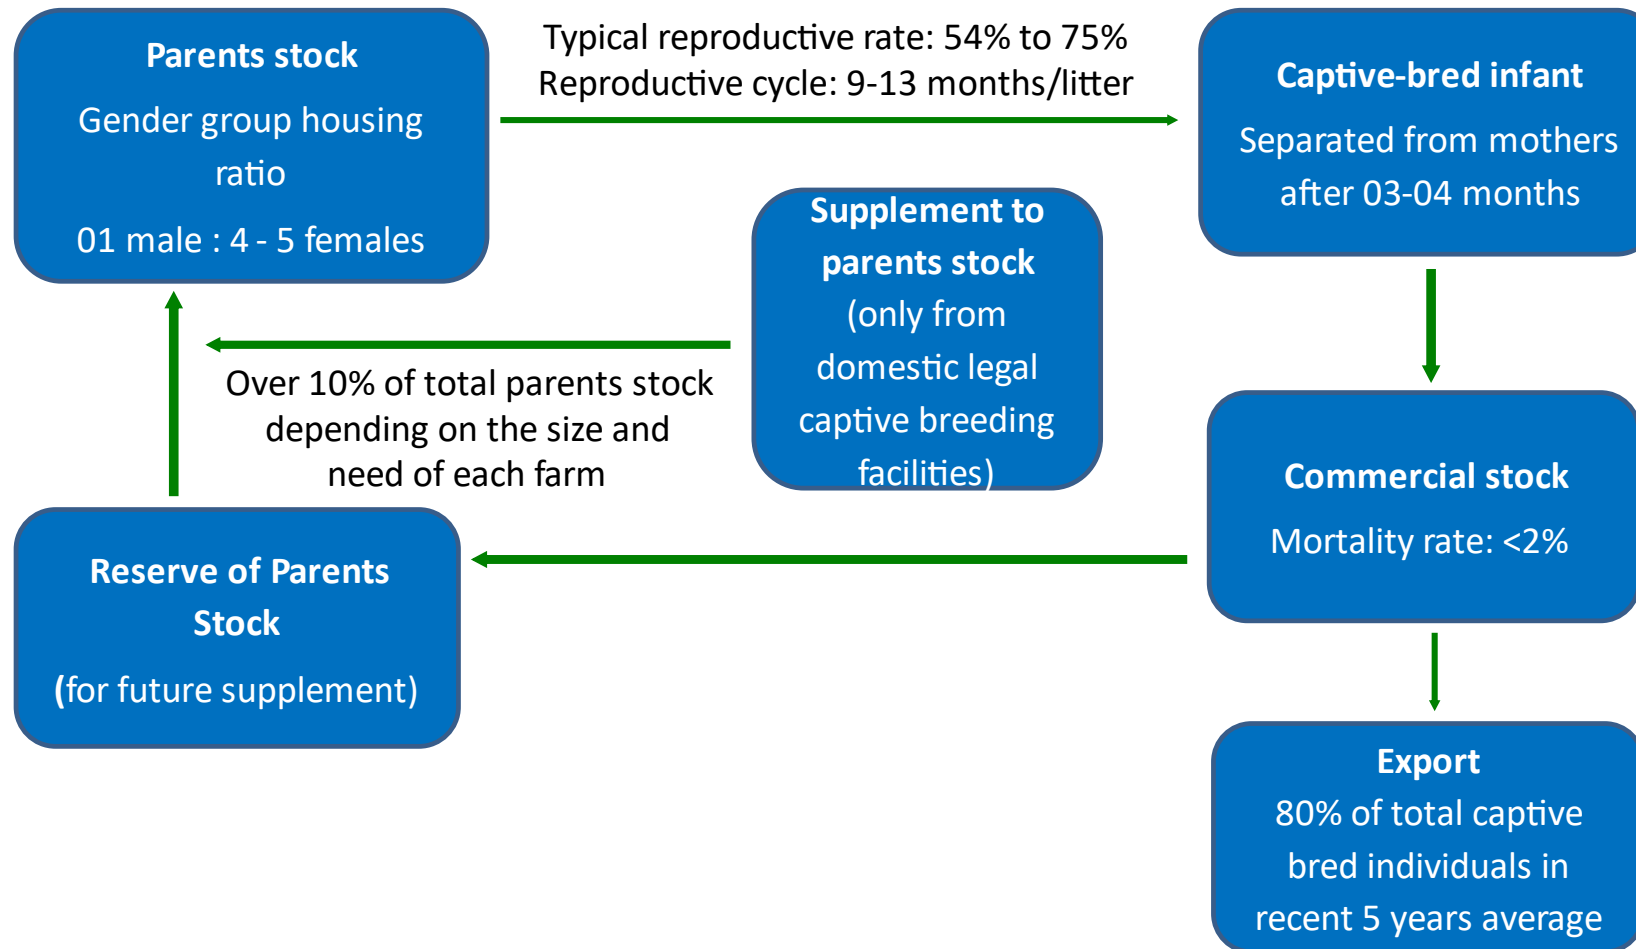 Parents stock
Gender group housing
ratio
01 male : 4 - 5 females
Typical reproductive rate: 54% to 75%
Reproductive cycle: 9-13 months/litter
Captive-bred infant
Separated from mothers
after 03-04 months
Supplement to
parents stock
(only from
domestic legal
captive breeding
facilities)
Over 10% of total parents stock
depending on the size and
need of each farm
Commercial stock
Mortality rate: <2%
Reserve of Parents
Stock
(for future supplement)
Export
80% of total captive
bred individuals in
recent 5 years average